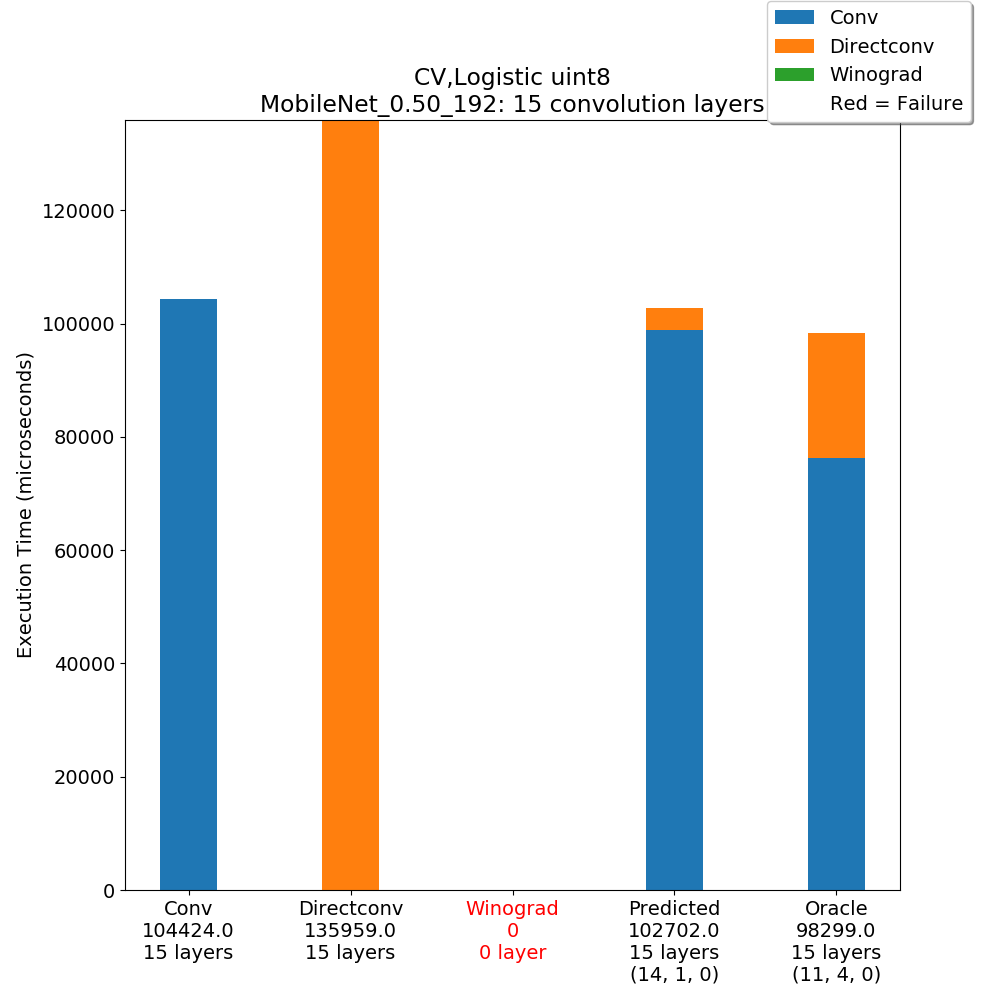 Conv
Directconv
Winograd
Red = Failure
CV,Logistic uint8
MobileNet_0.50_192: 15 convolution layers
Execution Time (microseconds)
120000
100000
80000
60000
40000
20000
0
Conv
104424.0
15 layers
Directconv
135959.0
15 layers
Winograd
0
0 layer
Predicted
102702.0
15 layers
(14, 1, 0)
Oracle
98299.0
15 layers
(11, 4, 0)